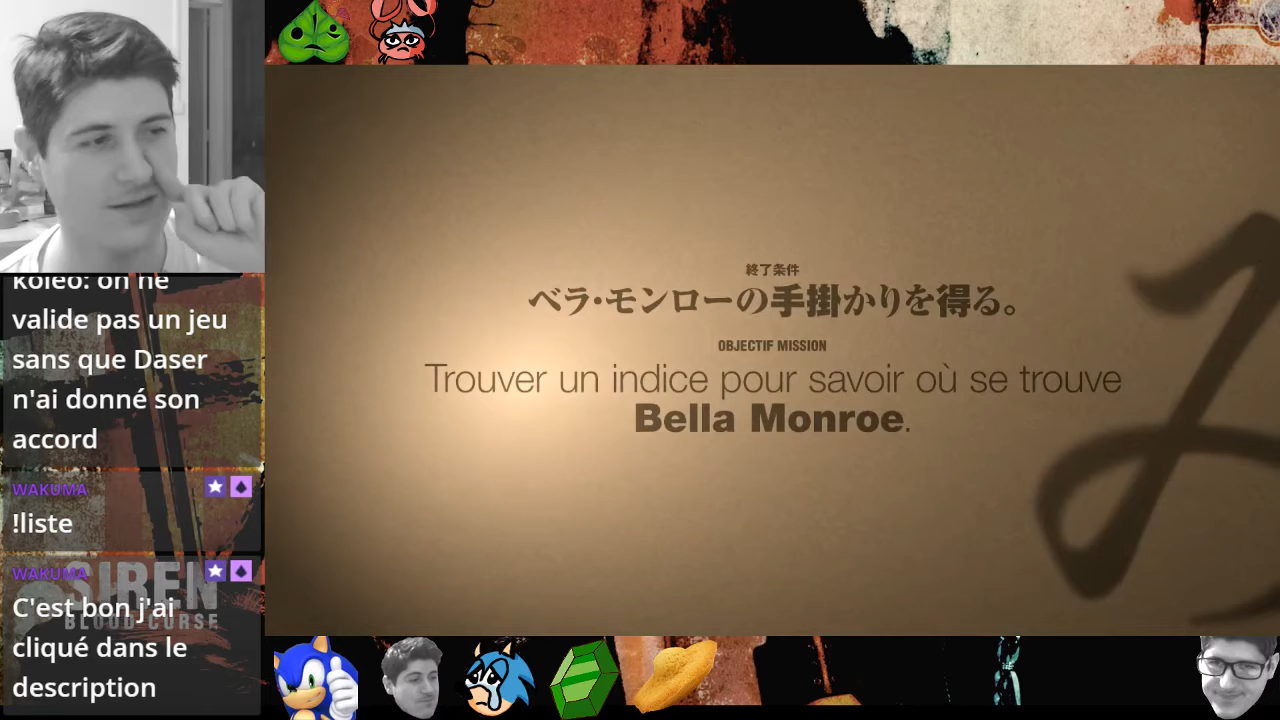 koleo: on ne
valide pas un jeu
sans que Daser
n'ai donné son
accord
WAKUMA
!liste
WAKUMA
C'est bon j'ai
cliqué dans le
description
SIREN
BLOOD CURSE
終了条件
ベラ・モンローの手掛かりを得る。
OBJECTIF MISSION
Trouver un indice pour savoir où se trouve
Bella Monroe.